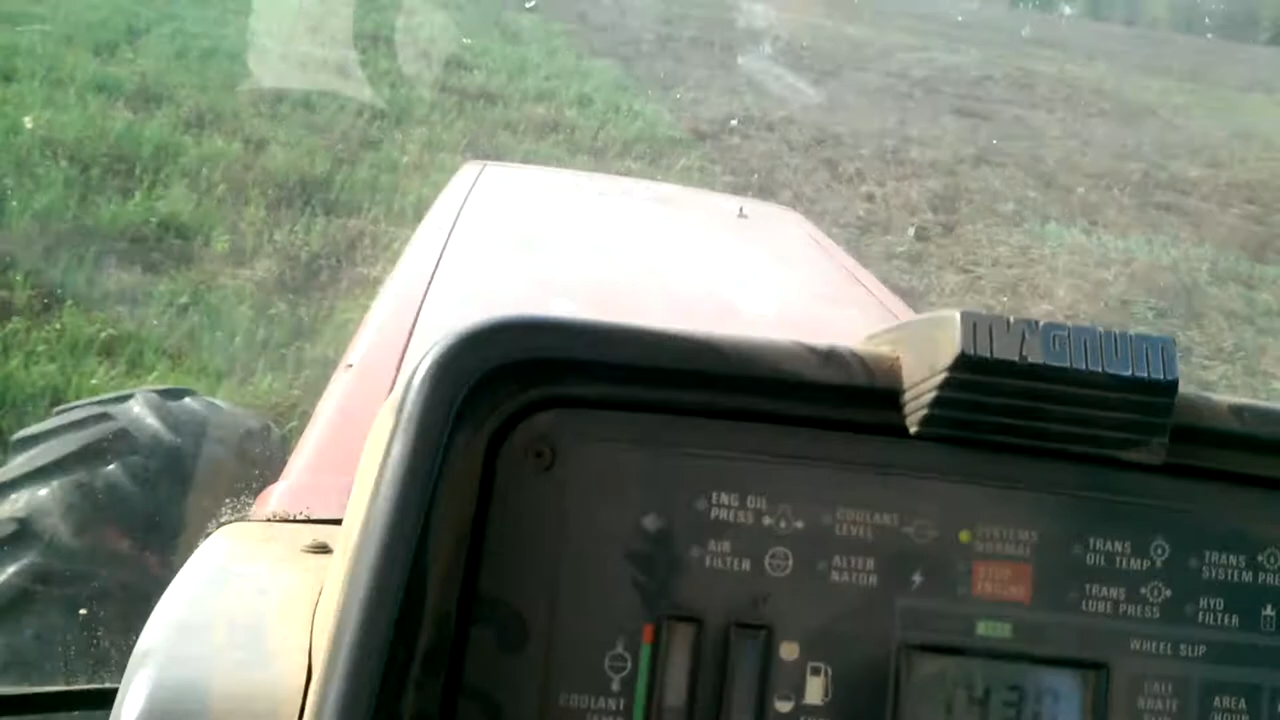 MAGNUM
ENG OIL
PRESS
COOLANT
LEVEL
SYSTEMS
NORMAL
TRANS
OIL TEMP
TRANS
SYSTEM PRE
AIR
FILTER
ALTER
NATOR
STOP
ENGINE
TRANS
LUBE PRESS
HYD
FILTER
WHEEL SLIP
COOLANT
AREA